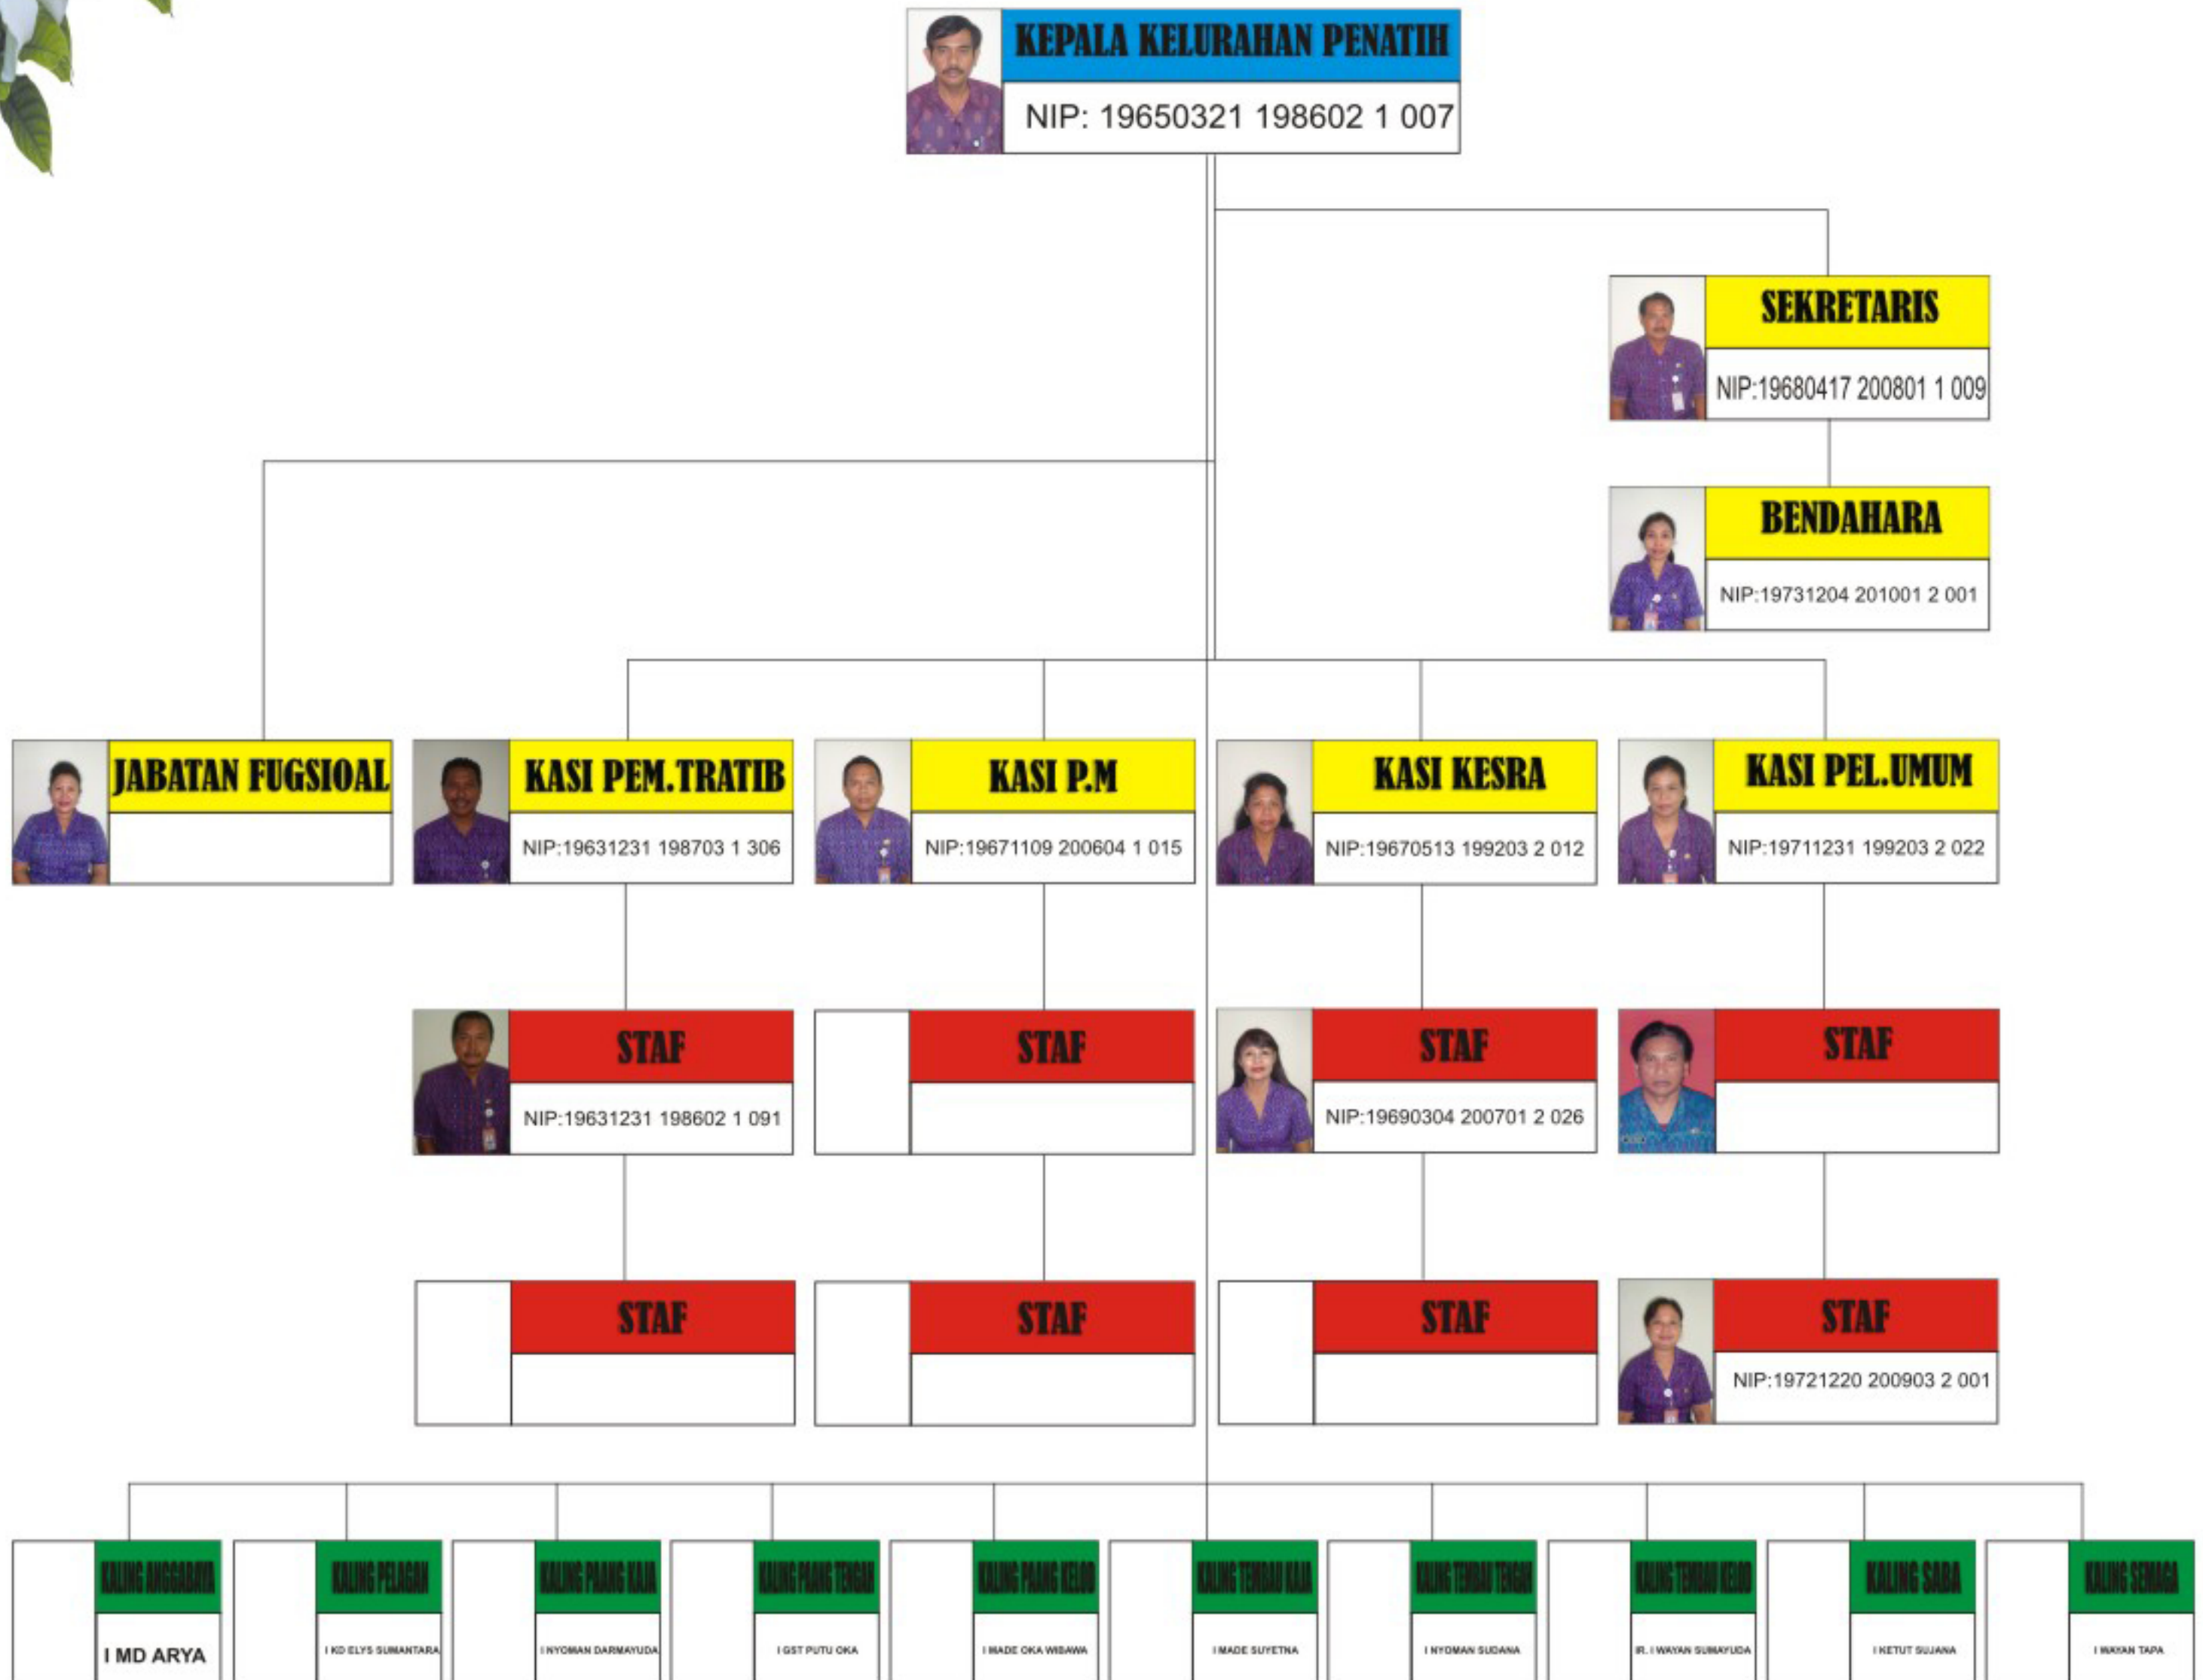 KEPALA KELURAHAN PENATIH
NIP: 19650321 198602 1 007
SEKRETARIS
NIP:19680417 200801 1 009
BENDAHARA
NIP:19731204 201001 2 001
JABATAN FUGSIOAL
KASI PEM.TRATIB
NIP:19631231 198703 1 306
KASI P.M
NIP:19671109 200604 1 015
KASI KESRA
NIP:19670513 199203 2 012
KASI PEL.UMUM
NIP:19711231 199203 2 022
STAF
NIP:19631231 198602 1 091
STAF
STAF
NIP:19690304 200701 2 026
STAF
STAF
STAF
STAF
STAF
NIP:19721220 200903 2 001
KALING ANGGABAYA
I MD ARYA
KALING PELAGAN
I KD ELYS SUMANTARA
KALING PAANG KAJA
I NYOMAN DARMAYUDA
KALING PAANG TENGAH
I GST PUTU OKA
KALING PAANG KELOD
I MADE OKA WIBAWA
KALING TEMBAU KAJA
I MADE SUYETNA
KALING TEMBAU TENGAH
I NYOMAN SUDANA
KALING TEMBAU KELOD
IR. I WAYAN SUMAYUDA
KALING SABA
I KETUT SUJANA
KALING SEMAGA
I WAYAN TAPA